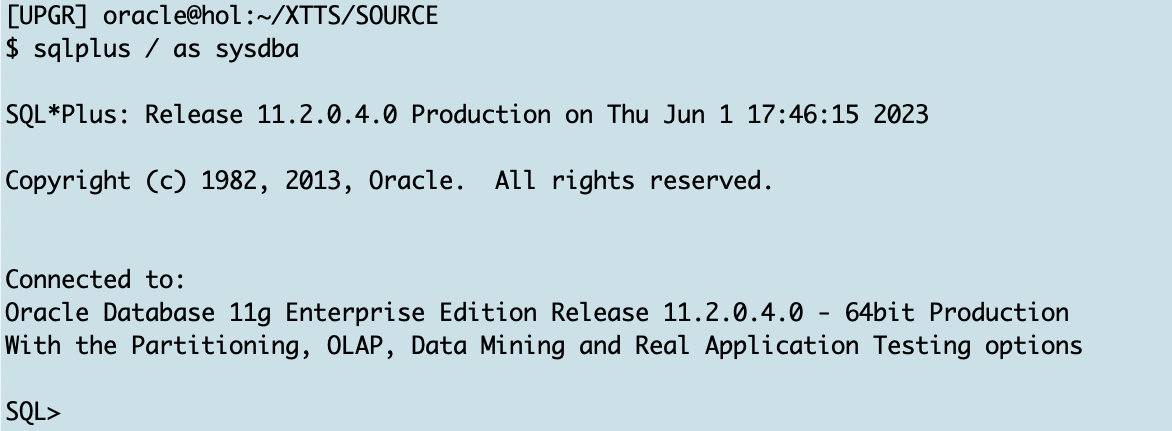 [UPGR] oracle@hol:~/XTTS/SOURCE
$ sqlplus / as sysdba
SQL*Plus: Release 11.2.0.4.0 Production on Thu Jun 1 17:46:15 2023
Copyright (c) 1982, 2013, Oracle.  All rights reserved.
Connected to:
Oracle Database 11g Enterprise Edition Release 11.2.0.4.0 - 64bit Production
With the Partitioning, OLAP, Data Mining and Real Application Testing options
SQL>